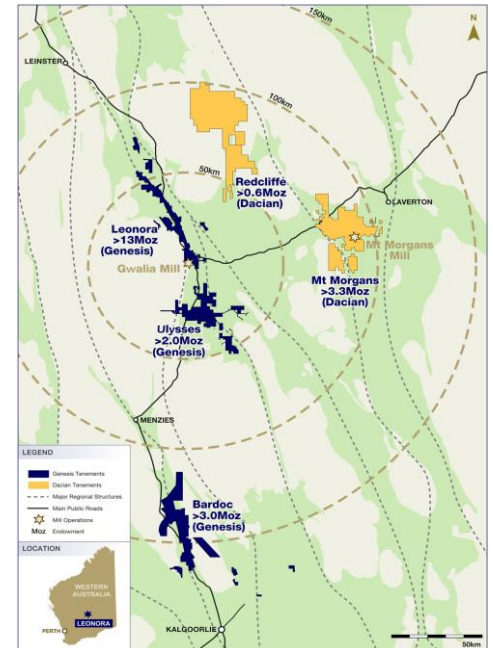 150km
N
LEINSTER
100km
50km
Redcliffe
>0.6Moz
(Dacian)
LAVERTON
Leonora
>13Moz
(Genesis)
Mt Morgans
Mill
Gwalia Mill
Mt Morgans
>3.3Moz
(Dacian)
Ulysses
>2.0Moz
(Genesis)
MENZIES
LEGEND
Genesis Tenements
Dacian Tenements
Major Regional Structures
Main Public Roads
Mill Operations
Moz Endowment
Bardoc
>3.0Moz
(Genesis)
LOCATION
WESTERN
AUSTRALIA
LEONORA
PERTH
KALGOORLIE
50km